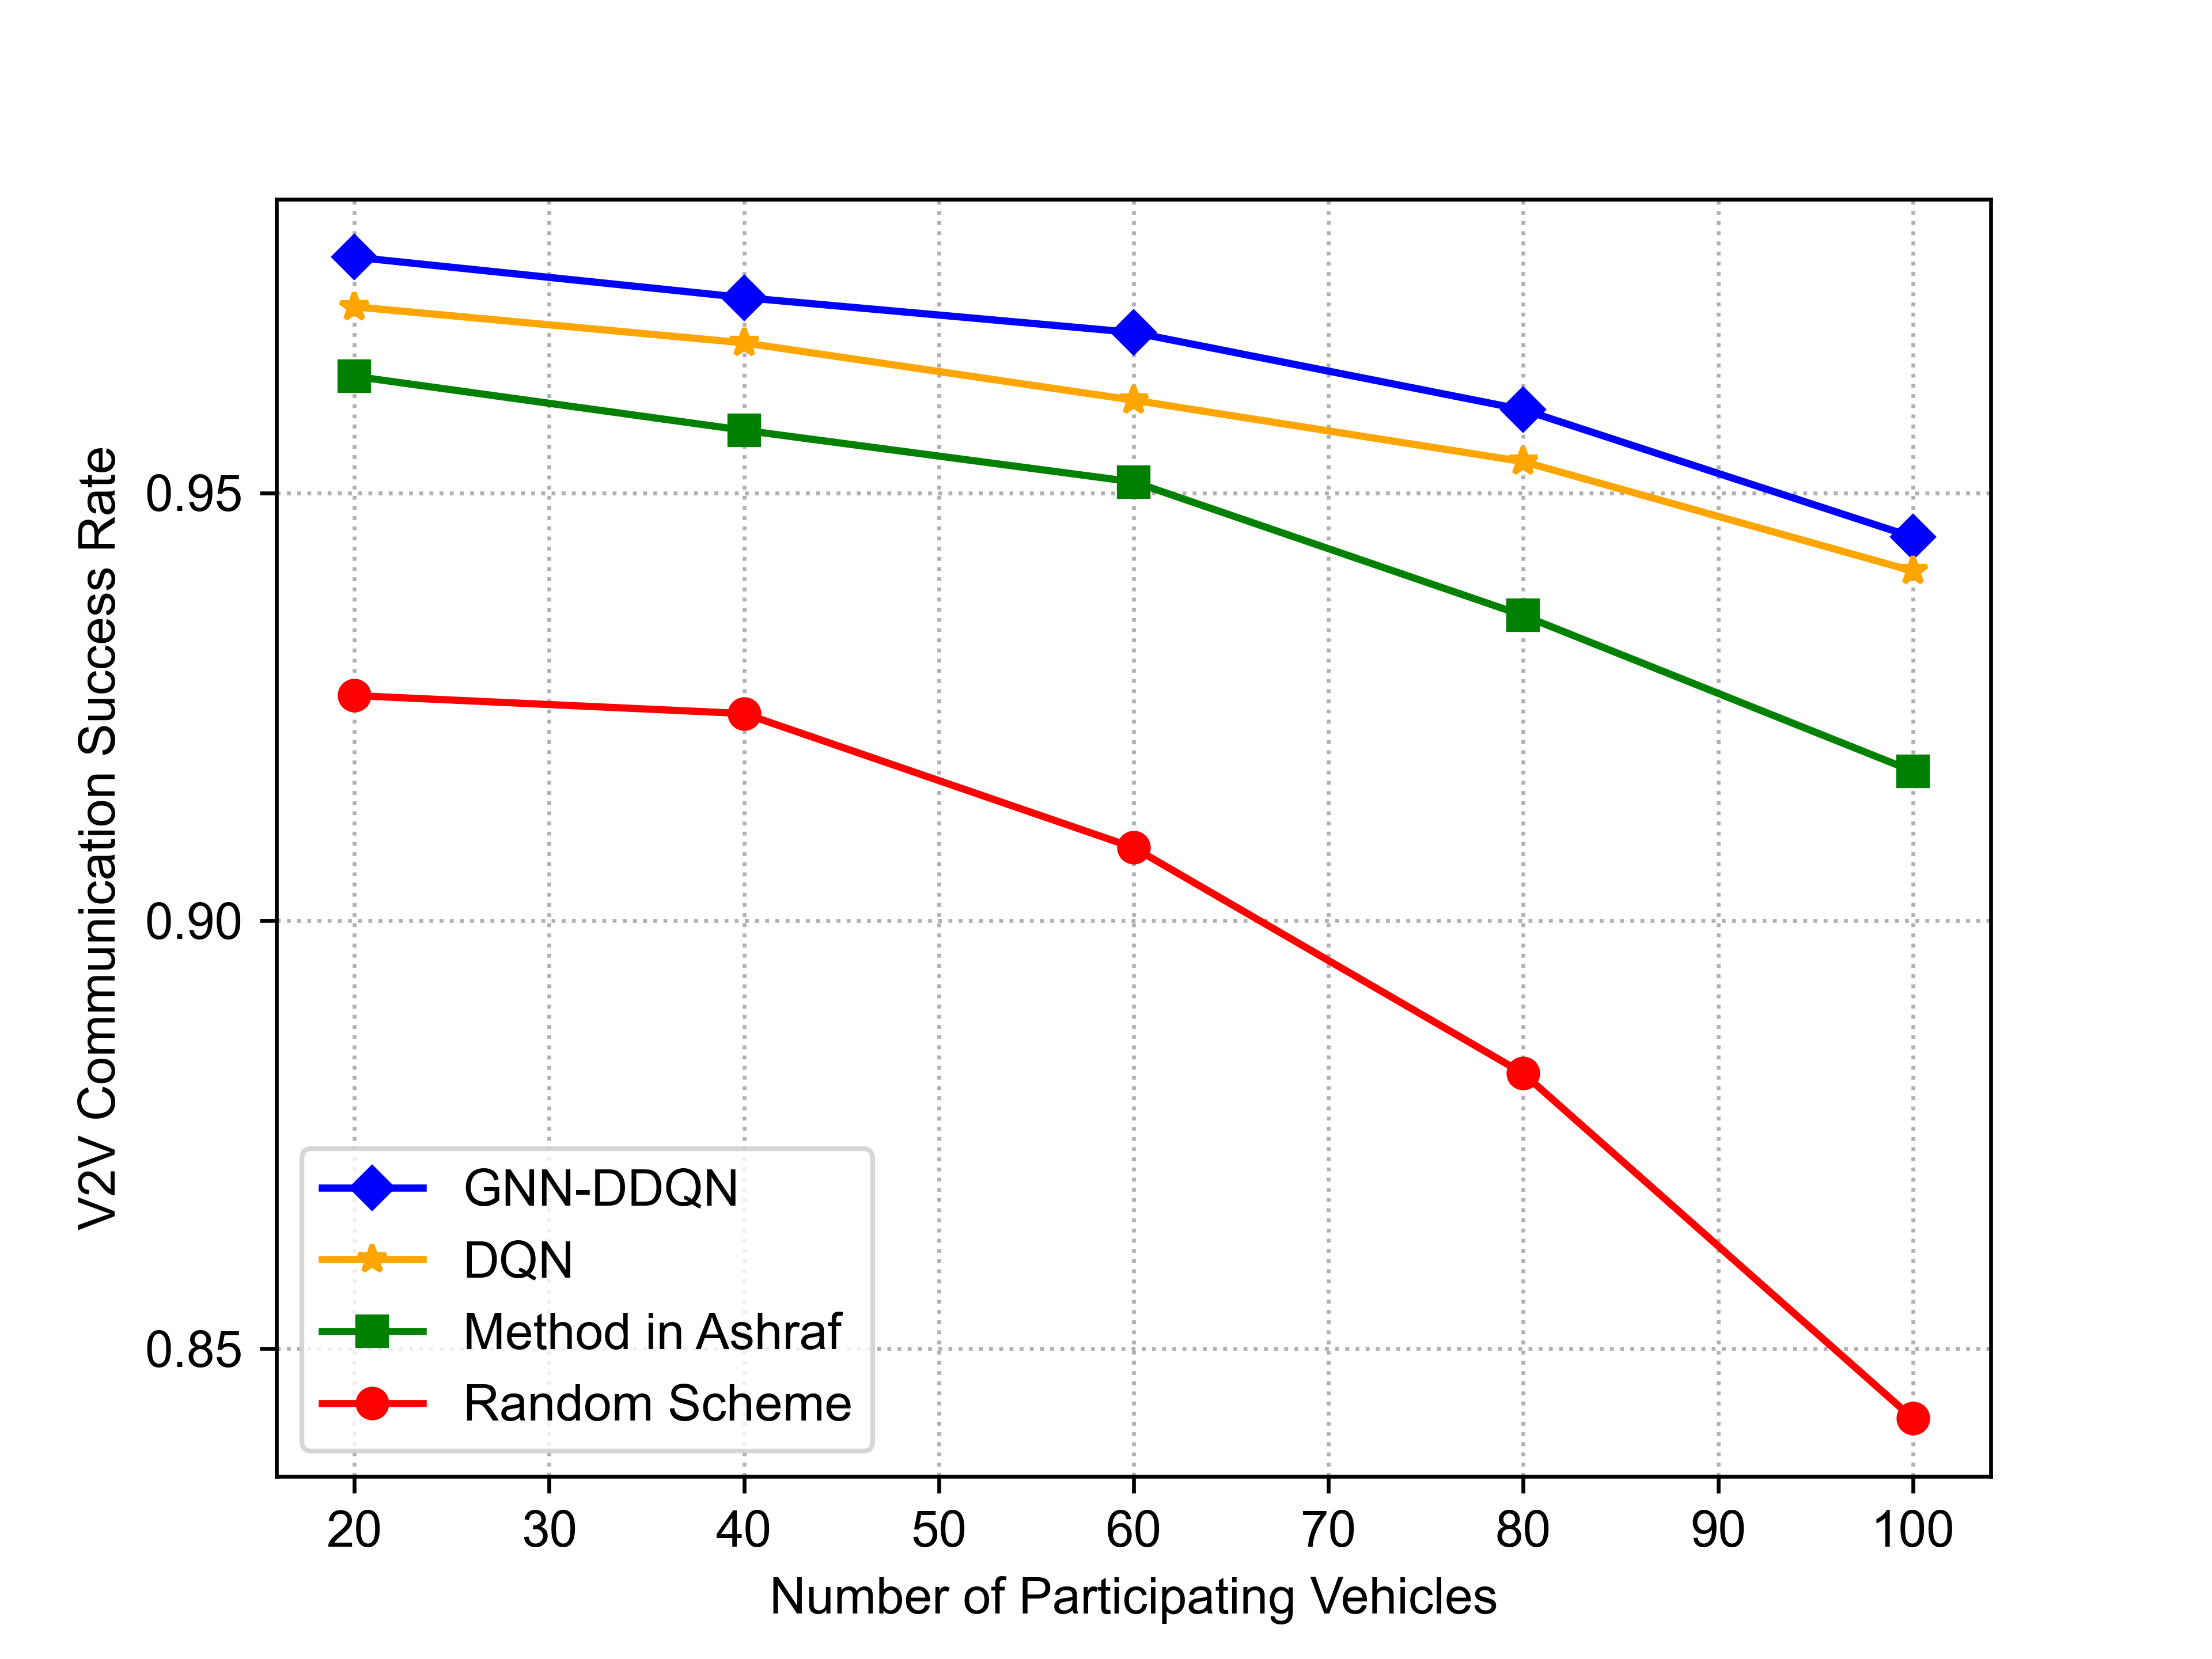 V2V Communication Success Rate
0.95
0.90
0.85
GNN-DDQN
DQN
Method in Ashraf
Random Scheme
20 30 40 50 60 70 80 90 100
Number of Participating Vehicles